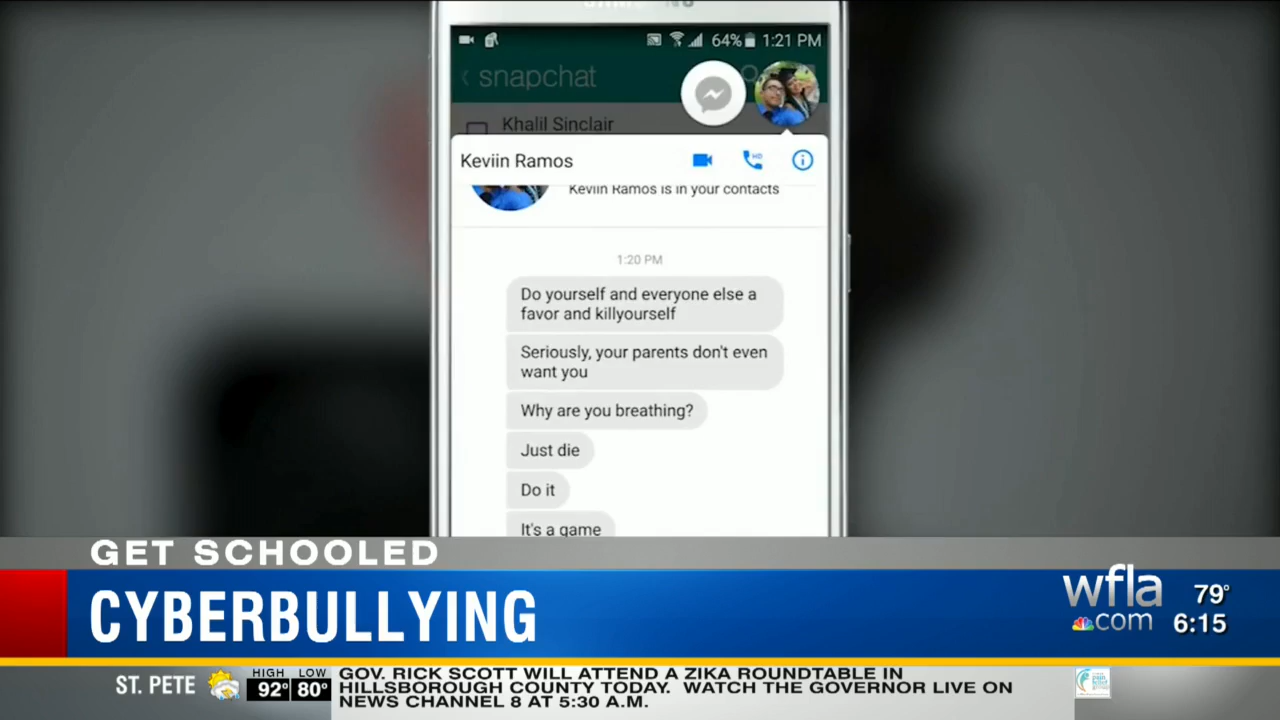 64% 1:21 PM
snapchat
Khalil Sinclair
Keviin Ramos
HD
Keviin Ramos is in your contacts
1:20 PM
Do yourself and everyone else a
favor and killyourself
Seriously, your parents don't even
want you
Why are you breathing?
Just die
Do it
It's a game
GET SCHOOLED
CYBERBULLYING
wfla
.com
79°
6:15
ST. PETE
HIGH LOW
92° 80°
GOV. RICK SCOTT WILL ATTEND A ZIKA ROUNDTABLE IN
HILLSBOROUGH COUNTY TODAY. WATCH THE GOVERNOR LIVE ON
NEWS CHANNEL 8 AT 5:30 A.M.